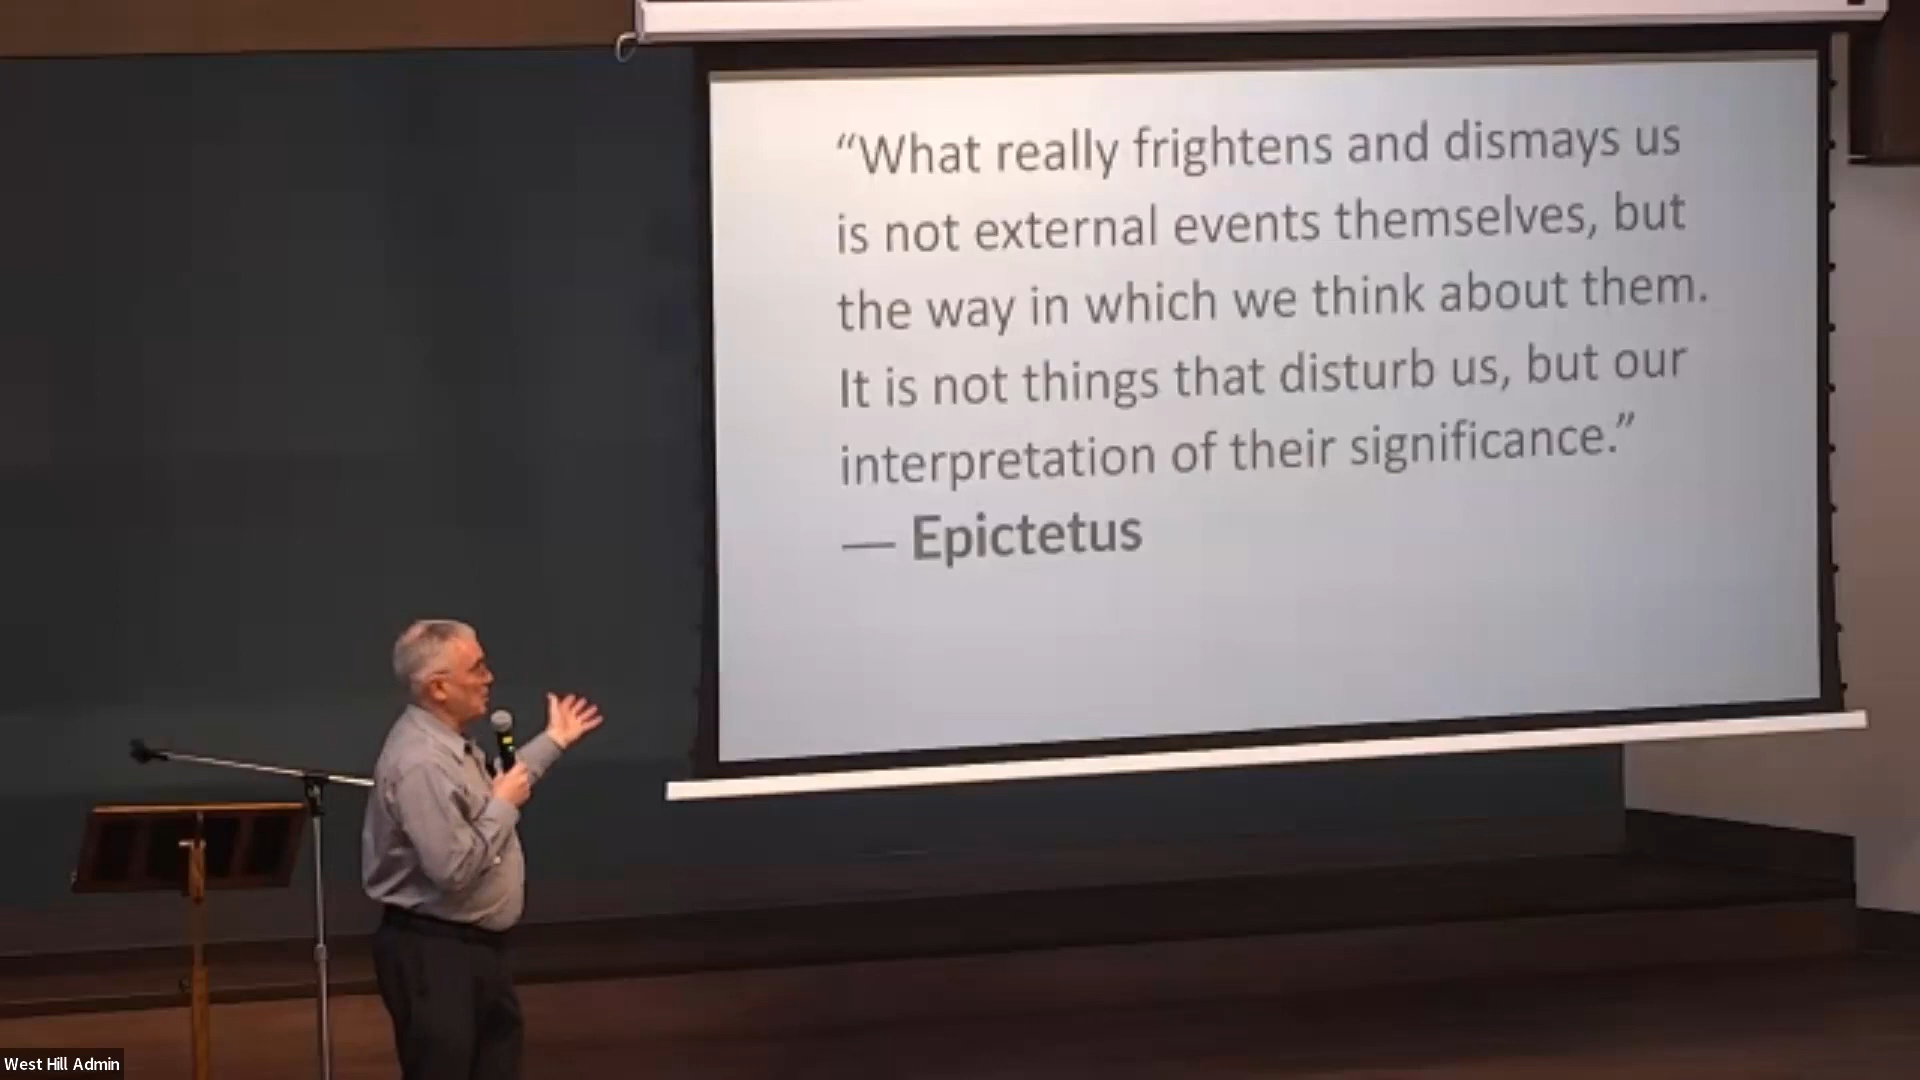 “What really frightens and dismays us
is not external events themselves, but
the way in which we think about them.
It is not things that disturb us, but our
interpretation of their significance.”
— Epictetus
West Hill Admin